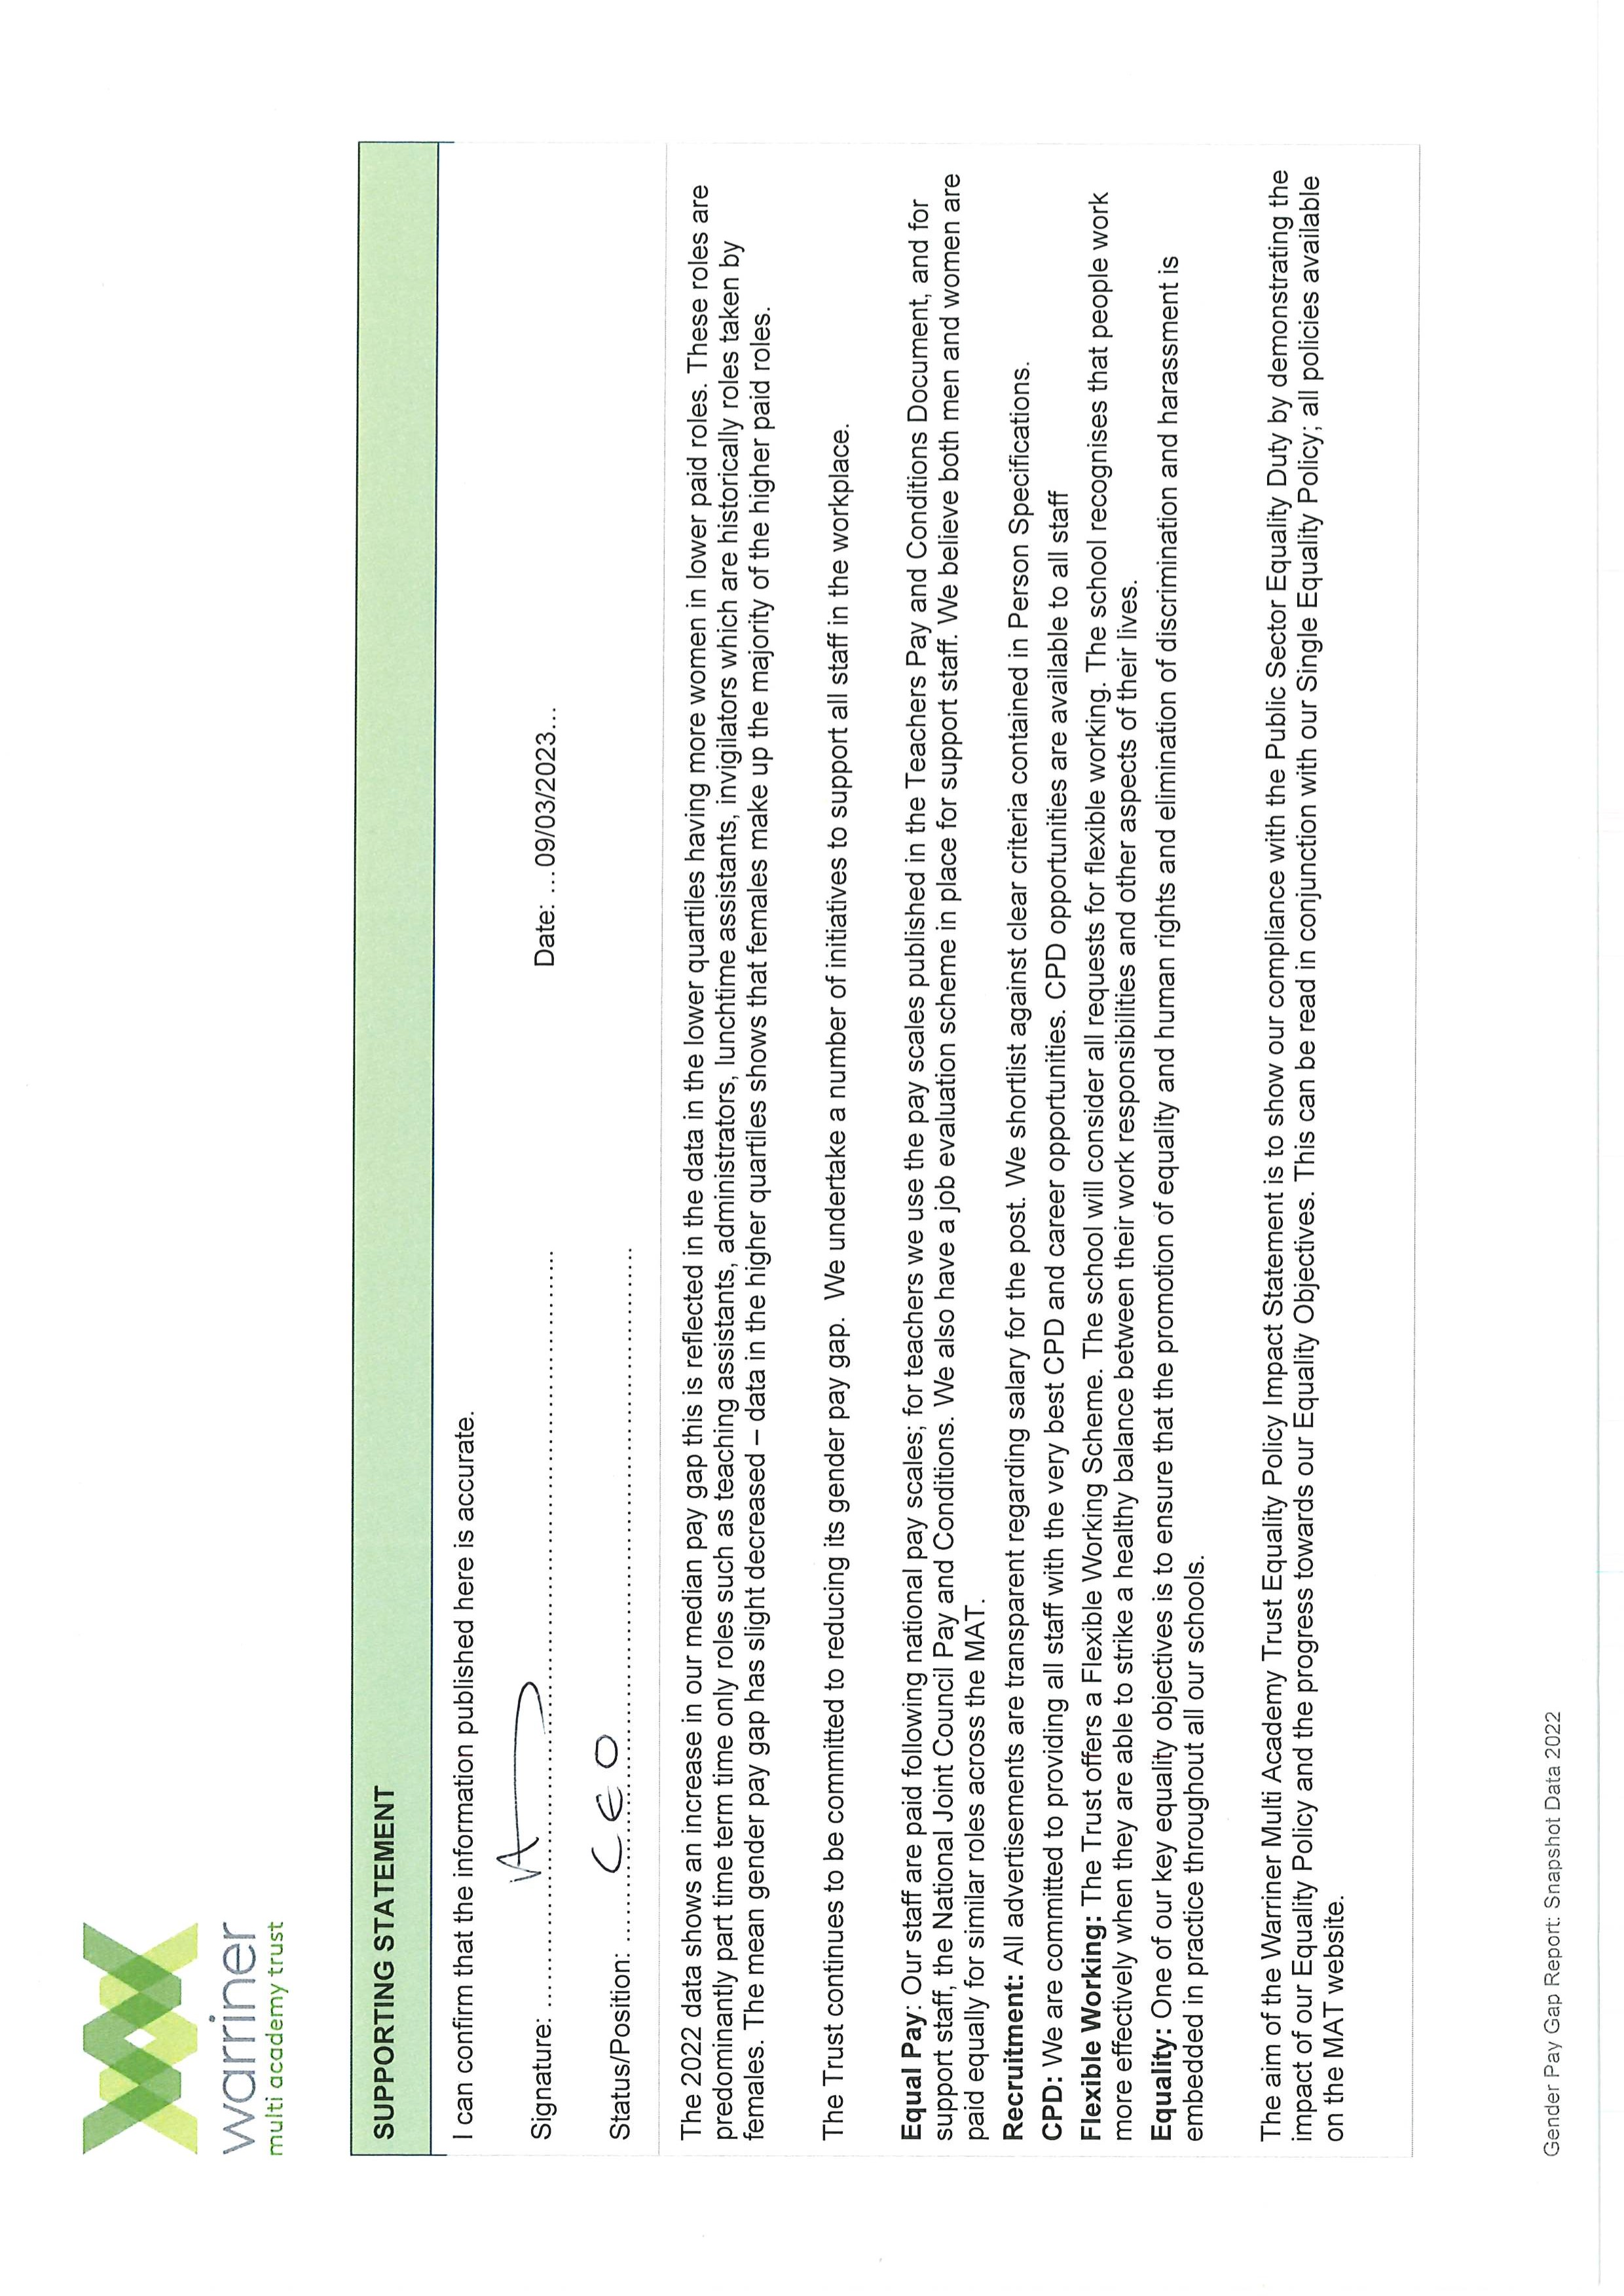 warriner
multi academy trust
SUPPORTING STATEMENT
I can confirm that the information published here is accurate.
Signature: ........................................................ Date: ...09/03/2023...
Status/Position: ......CEO..................................................
The 2022 data shows an increase in our median pay gap this is reflected in the data in the lower quartiles having more women in lower paid roles. These roles are
predominantly part time term time only roles such as teaching assistants, administrators, lunchtime assistants, invigilators which are historically roles taken by
females. The mean gender pay gap has slight decreased – data in the higher quartiles shows that females make up the majority of the higher paid roles.
The Trust continues to be committed to reducing its gender pay gap.  We undertake a number of initiatives to support all staff in the workplace.
Equal Pay: Our staff are paid following national pay scales; for teachers we use the pay scales published in the Teachers Pay and Conditions Document, and for
support staff, the National Joint Council Pay and Conditions. We also have a job evaluation scheme in place for support staff. We believe both men and women are
paid equally for similar roles across the MAT.
Recruitment: All advertisements are transparent regarding salary for the post. We shortlist against clear criteria contained in Person Specifications.
CPD: We are committed to providing all staff with the very best CPD and career opportunities. CPD opportunities are available to all staff
Flexible Working: The Trust offers a Flexible Working Scheme. The school will consider all requests for flexible working. The school recognises that people work
more effectively when they are able to strike a healthy balance between their work responsibilities and other aspects of their lives.
Equality: One of our key equality objectives is to ensure that the promotion of equality and human rights and elimination of discrimination and harassment is
embedded in practice throughout all our schools.
The aim of the Warriner Multi Academy Trust Equality Policy Impact Statement is to show our compliance with the Public Sector Equality Duty by demonstrating the
impact of our Equality Policy and the progress towards our Equality Objectives. This can be read in conjunction with our Single Equality Policy; all policies available
on the MAT website.
Gender Pay Gap Report: Snapshot Data 2022